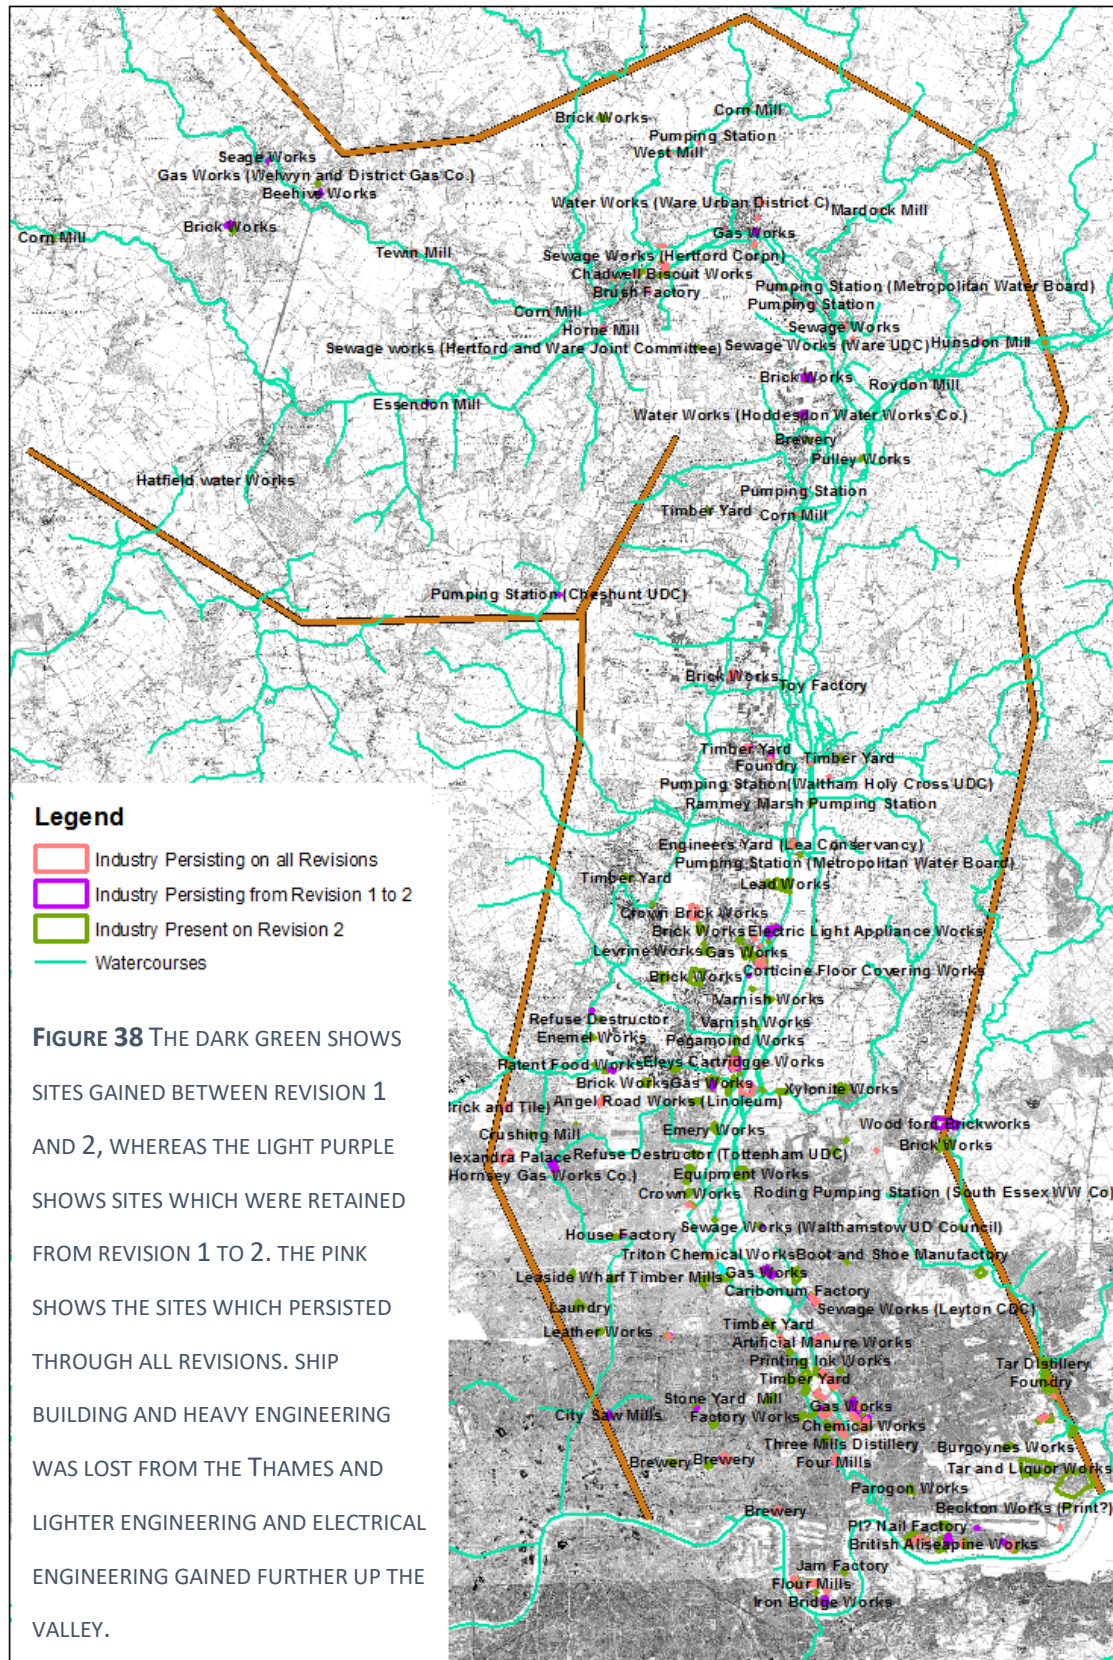 Corn Mill
Brick Works
Pumping Station
West Mill
Seage Works
Gas Works (Welwyn and District Gas Co.)
Beehive Works
Water Works (Ware Urban District C)
Mardock Mill
Brick Works
Corn Mill
Gas Works
Tewin Mill
Sewage Works (Hertford Corpn)
Chadwell Biscuit Works
Brush Factory
Pumping Station (Metropolitan Water Board)
Pumping Station
Corn Mill
Horne Mill
Sewage Works
Sewage works (Hertford and Ware Joint Committee)
Sewage Works (Ware UDC)
Hunsdon Mill
Brick Works
Roydon Mill
Essendon Mill
Water Works (Hoddesdon Water Works Co.)
Brewery
Pulley Works
Hatfield water Works
Pumping Station
Timber Yard
Corn Mill
Pumping Station (Cheshunt UDC)
Brick Works
Toy Factory
Timber Yard
Foundry
Timber Yard
Pumping Station(Waltham Holy Cross UDC)
Rammey Marsh Pumping Station
Legend
Industry Persisting on all Revisions
Industry Persisting from Revision 1 to 2
Industry Present on Revision 2
Watercourses
FIGURE 38 THE DARK GREEN SHOWS
SITES GAINED BETWEEN REVISION 1
AND 2, WHEREAS THE LIGHT PURPLE
SHOWS SITES WHICH WERE RETAINED
FROM REVISION 1 TO 2. THE PINK
SHOWS THE SITES WHICH PERSISTED
THROUGH ALL REVISIONS. SHIP
BUILDING AND HEAVY ENGINEERING
WAS LOST FROM THE THAMES AND
LIGHTER ENGINEERING AND ELECTRICAL
ENGINEERING GAINED FURTHER UP THE
VALLEY.
Engineers Yard (Lea Conservancy)
Pumping Station (Metropolitan Water Board)
Timber Yard
Lead Works
Crown Brick Works
Brick Works
Electric Light Appliance Works
Levrine Works
Gas Works
Brick Works
Corticine Floor Covering Works
Varnish Works
Refuse Destructor
Varnish Works
Enemel Works
Pegamoind Works
Patent Food Works
Eleys Cartridgge Works
Brick Works
Gas Works
Xylonite Works
Angel Road Works (Linoleum)
rick and Tile)
Crushing Mill
Emery Works
Wood ford Brickworks
Brick Works
lexandra Palace
Refuse Destructor (Tottenham UDC)
Hornsey Gas Works Co.)
Equipment Works
Crown Works
Roding Pumping Station (South Essex WW Co)
House Factory
Sewage Works (Walthamstow UD Council)
Triton Chemical Works
Boot and Shoe Manufactory
Leaside Wharf Timber Mills
Gas Works
Caribonum Factory
Laundry
Sewage Works (Leyton CDC)
Leather Works
Timber Yard
Artificial Manure Works
Printing Ink Works
Timber Yard
Tar Distillery
Foundry
Stone Yard
Mill
City Saw Mills
Factory Works
Gas Works
Chemical Works
Three Mills Distillery
Four Mills
Burgoynes Works
Brewery
Brewery
Tar and Liquor Works
Parogon Works
Brewery
Beckton Works (Print?)
Pl? Nail Factory
British Aliseapine Works
Jam Factory
Flour Mills
Iron Bridge Works